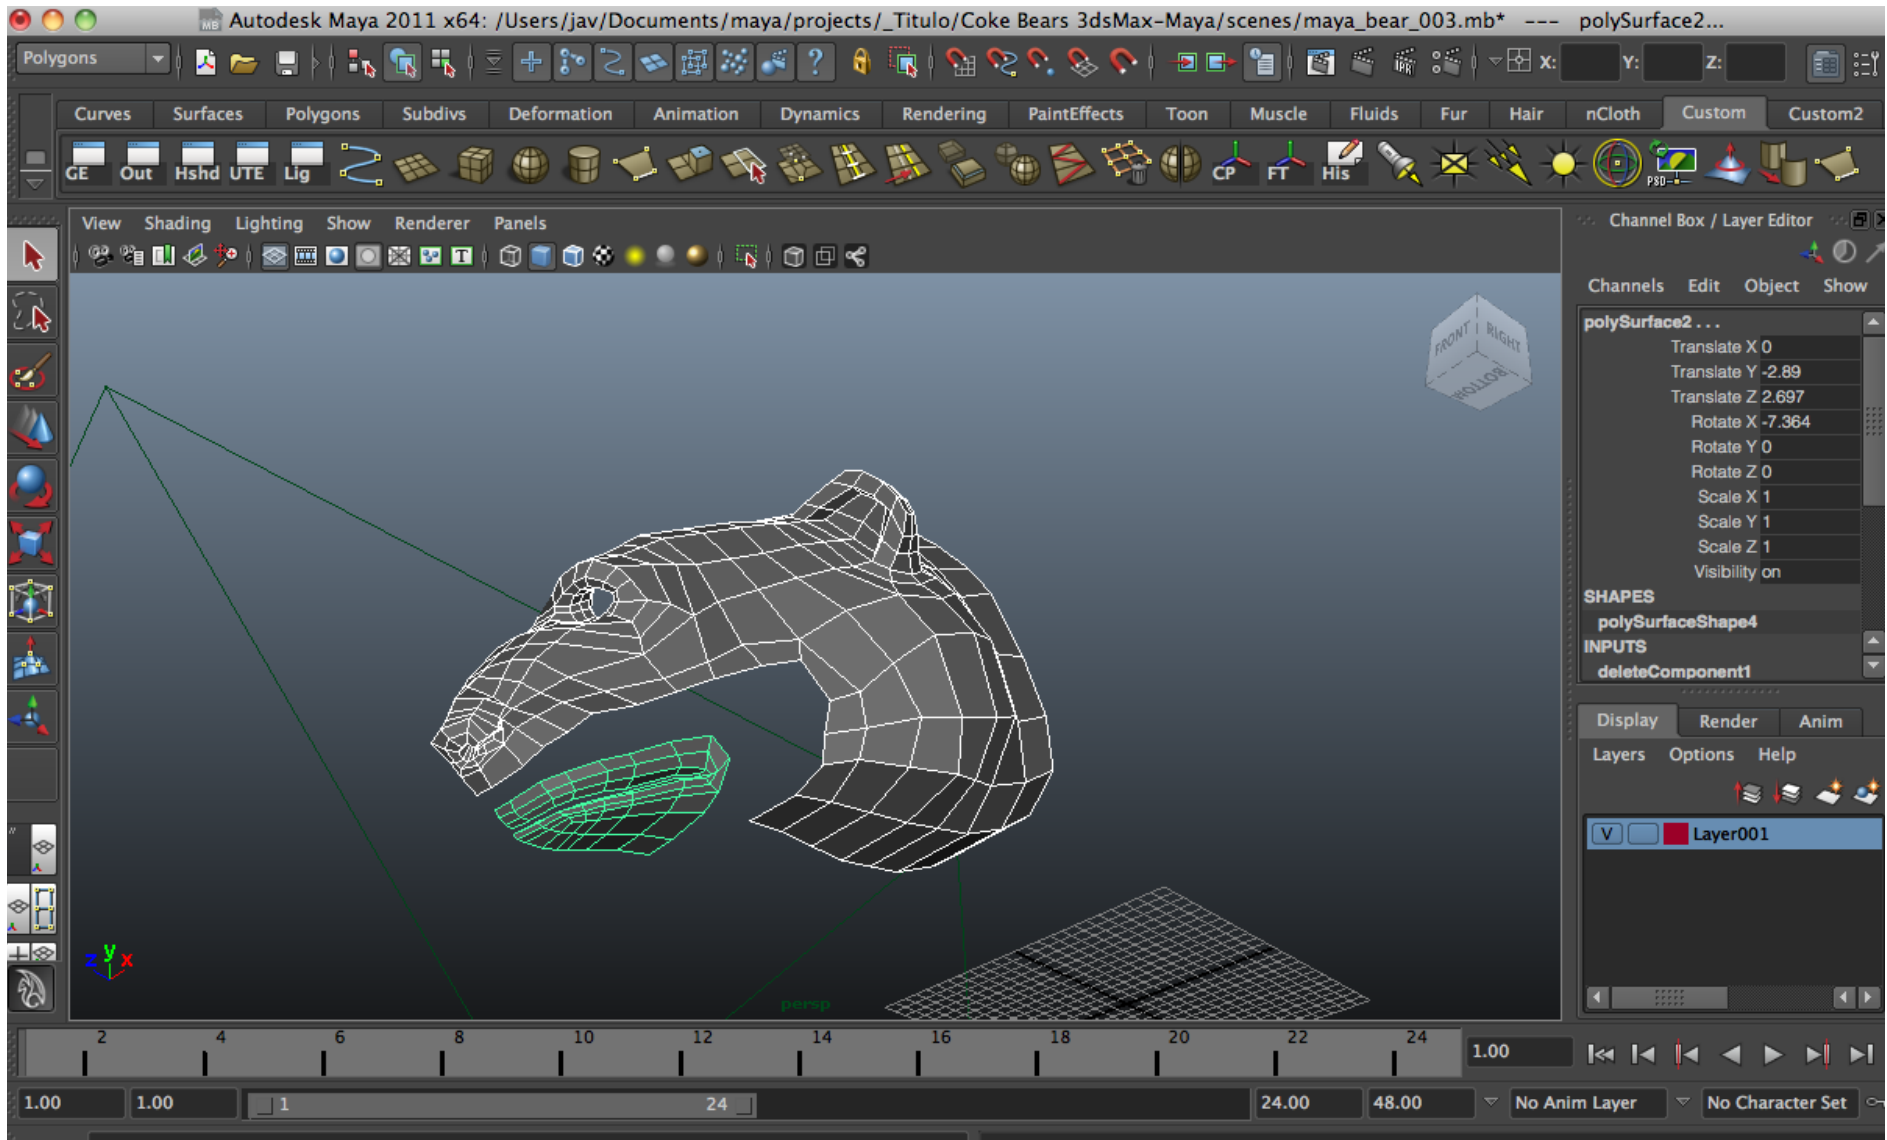 Autodesk Maya 2011 x64: /Users/jav/Documents/maya/projects/_Titulo/Coke Bears 3dsMax-Maya/scenes/maya_bear_003.mb* --- polySurface2...
Polygons
X: Y: Z:
Curves Surfaces Polygons Subdivs Deformation Animation Dynamics Rendering PaintEffects Toon Muscle Fluids Fur Hair nCloth Custom Custom2
GE Out Hshd UTE Lig CP FT His PSD
View Shading Lighting Show Renderer Panels
Channel Box / Layer Editor
Channels Edit Object Show
polySurface2 . . .
Translate X 0
Translate Y -2.89
Translate Z 2.697
Rotate X -7.364
Rotate Y 0
Rotate Z 0
Scale X 1
Scale Y 1
Scale Z 1
Visibility on
SHAPES
polySurfaceShape4
INPUTS
deleteComponent1
FRONT RIGHT BOTTOM
Display Render Anim
Layers Options Help
V Layer001
z y x
persp
2 4 6 8 10 12 14 16 18 20 22 24
1.00
1.00 1.00 1 24 24.00 48.00 No Anim Layer No Character Set